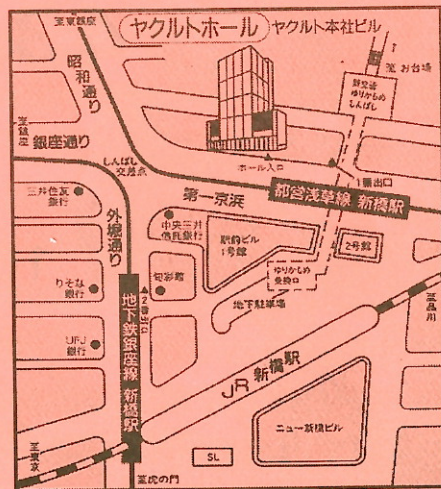 至東銀座
ヤクルトホール
ヤクルト本社ビル
昭和通り
至お台場
新交通
ゆりかもめ
しんばし
至銀座
銀座通り
しんばし
交差点
ホール入口
1番出口
三井住友
銀行
第一京浜
都営浅草線 新橋駅
外堀通り
中央三井
信託銀行
駅前ビル
1号館
2号館
りそな
銀行
旬彩館
ゆりかもめ
乗換口
至品川
2番出口
地下駐車場
地下鉄銀座線 新橋駅
UFJ
銀行
JR 新橋駅
ニュー新橋ビル
至東京
SL
至虎の門